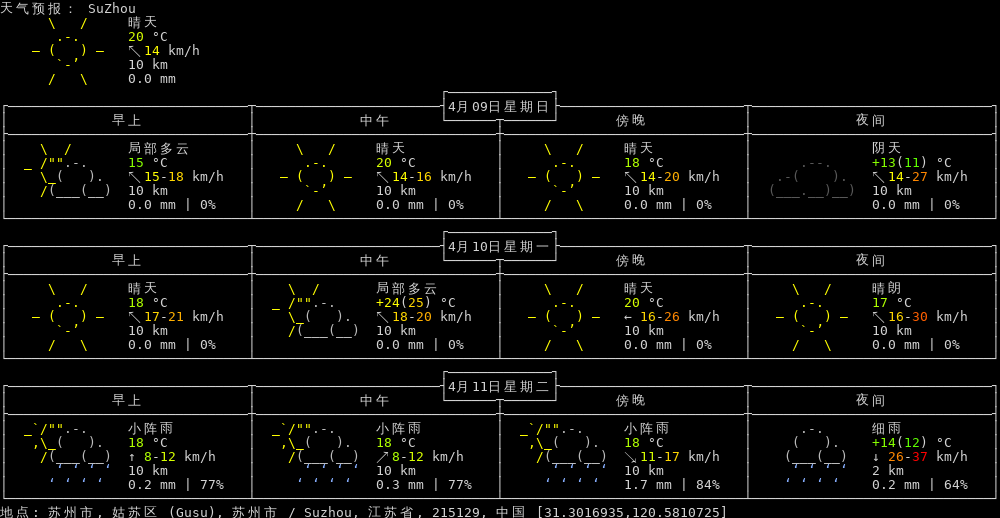 天气预报: SuZhou
晴天
20 °C
↖ 14 km/h
10 km
0.0 mm
4月09日星期日
早上 中午 傍晚 夜间
局部多云 晴天 晴天 阴天
15 °C 20 °C 18 °C +13(11) °C
↖ 15-18 km/h ↖ 14-16 km/h ↖ 14-20 km/h ↖ 14-27 km/h
10 km 10 km 10 km 10 km
0.0 mm | 0% 0.0 mm | 0% 0.0 mm | 0% 0.0 mm | 0%
4月10日星期一
早上 中午 傍晚 夜间
晴天 局部多云 晴天 晴朗
18 °C +24(25) °C 20 °C 17 °C
↖ 17-21 km/h ↖ 18-20 km/h ← 16-26 km/h ↖ 16-30 km/h
10 km 10 km 10 km 10 km
0.0 mm | 0% 0.0 mm | 0% 0.0 mm | 0% 0.0 mm | 0%
4月11日星期二
早上 中午 傍晚 夜间
小阵雨 小阵雨 小阵雨 细雨
18 °C 18 °C 18 °C +14(12) °C
↑ 8-12 km/h ↗ 8-12 km/h ↘ 11-17 km/h ↓ 26-37 km/h
10 km 10 km 10 km 2 km
0.2 mm | 77% 0.3 mm | 77% 1.7 mm | 84% 0.2 mm | 64%
地点: 苏州市, 姑苏区 (Gusu), 苏州市 / Suzhou, 江苏省, 215129, 中国 [31.3016935,120.5810725]